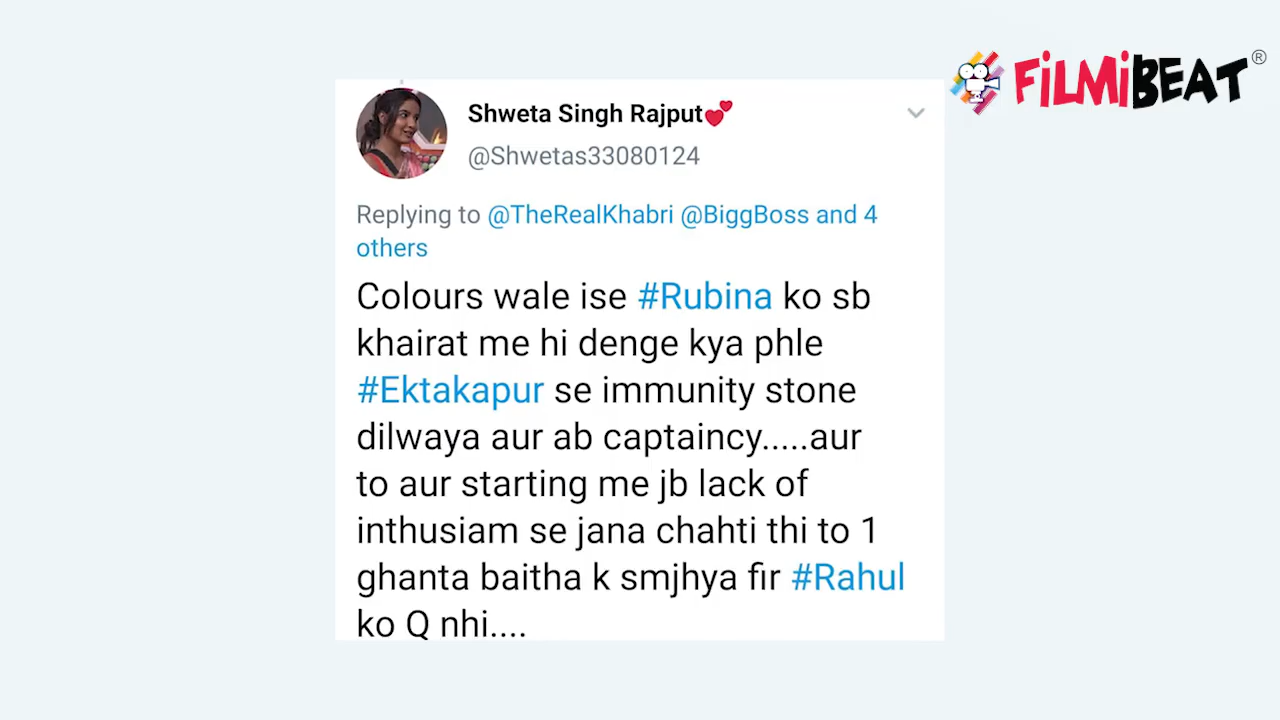 FiLMiBEAT®
Shweta Singh Rajput💕
@Shwetas33080124
Replying to @TheRealKhabri @BiggBoss and 4
others
Colours wale ise #Rubina ko sb
khairat me hi denge kya phle
#Ektakapur se immunity stone
dilwaya aur ab captaincy.....aur
to aur starting me jb lack of
inthusiam se jana chahti thi to 1
ghanta baitha k smjhya fir #Rahul
ko Q nhi....